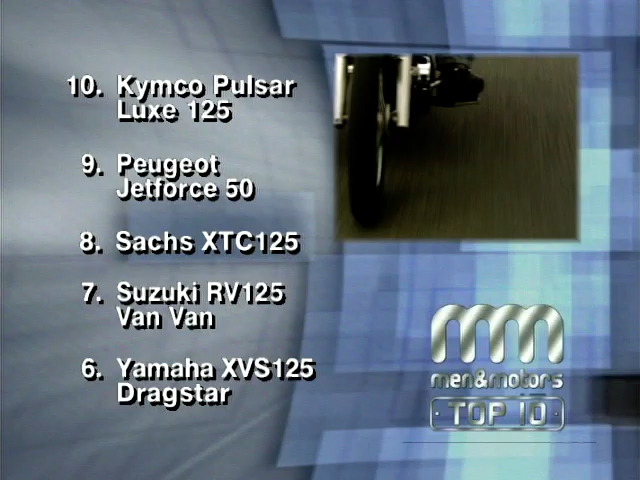 10. Kymco Pulsar
Luxe 125
9. Peugeot
Jetforce 50
8. Sachs XTC125
7. Suzuki RV125
Van Van
6. Yamaha XVS125
Dragstar
men&motors
TOP 10